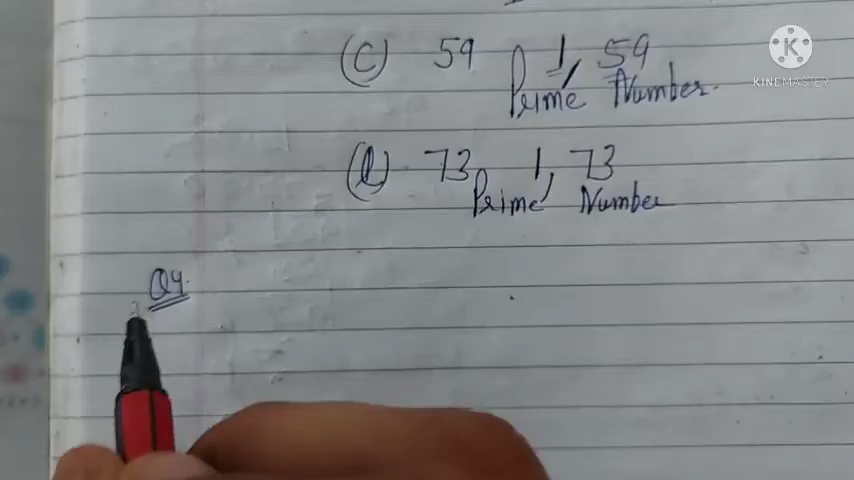 (C) 59 1, 59
Prime Number.
KINEMASTER
(d) 73 1, 73
Prime Number
Q4.